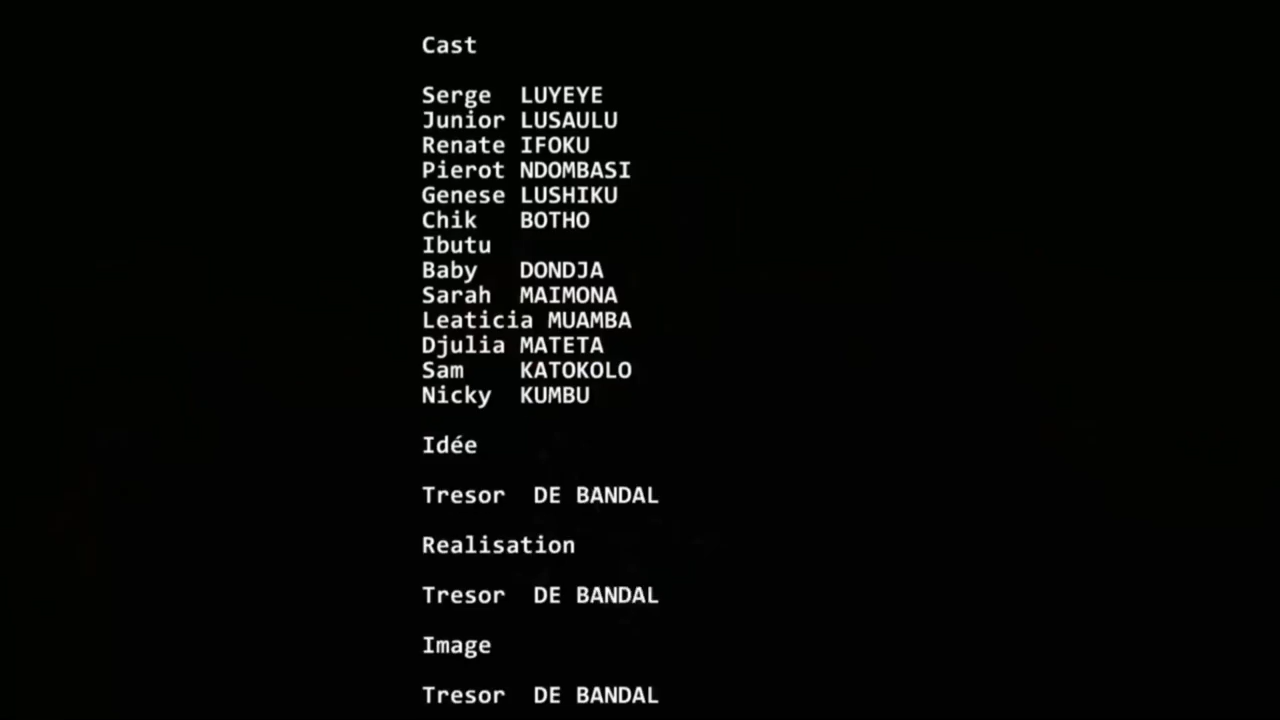 Cast
Serge LUYEYE
Junior LUSAULU
Renate IFOKU
Pierot NDOMBASI
Genese LUSHIKU
Chik BOTHO
Ibutu
Baby DONDJA
Sarah MAIMONA
Leaticia MUAMBA
Djulia MATETA
Sam KATOKOLO
Nicky KUMBU
Idée
Tresor DE BANDAL
Realisation
Tresor DE BANDAL
Image
Tresor DE BANDAL